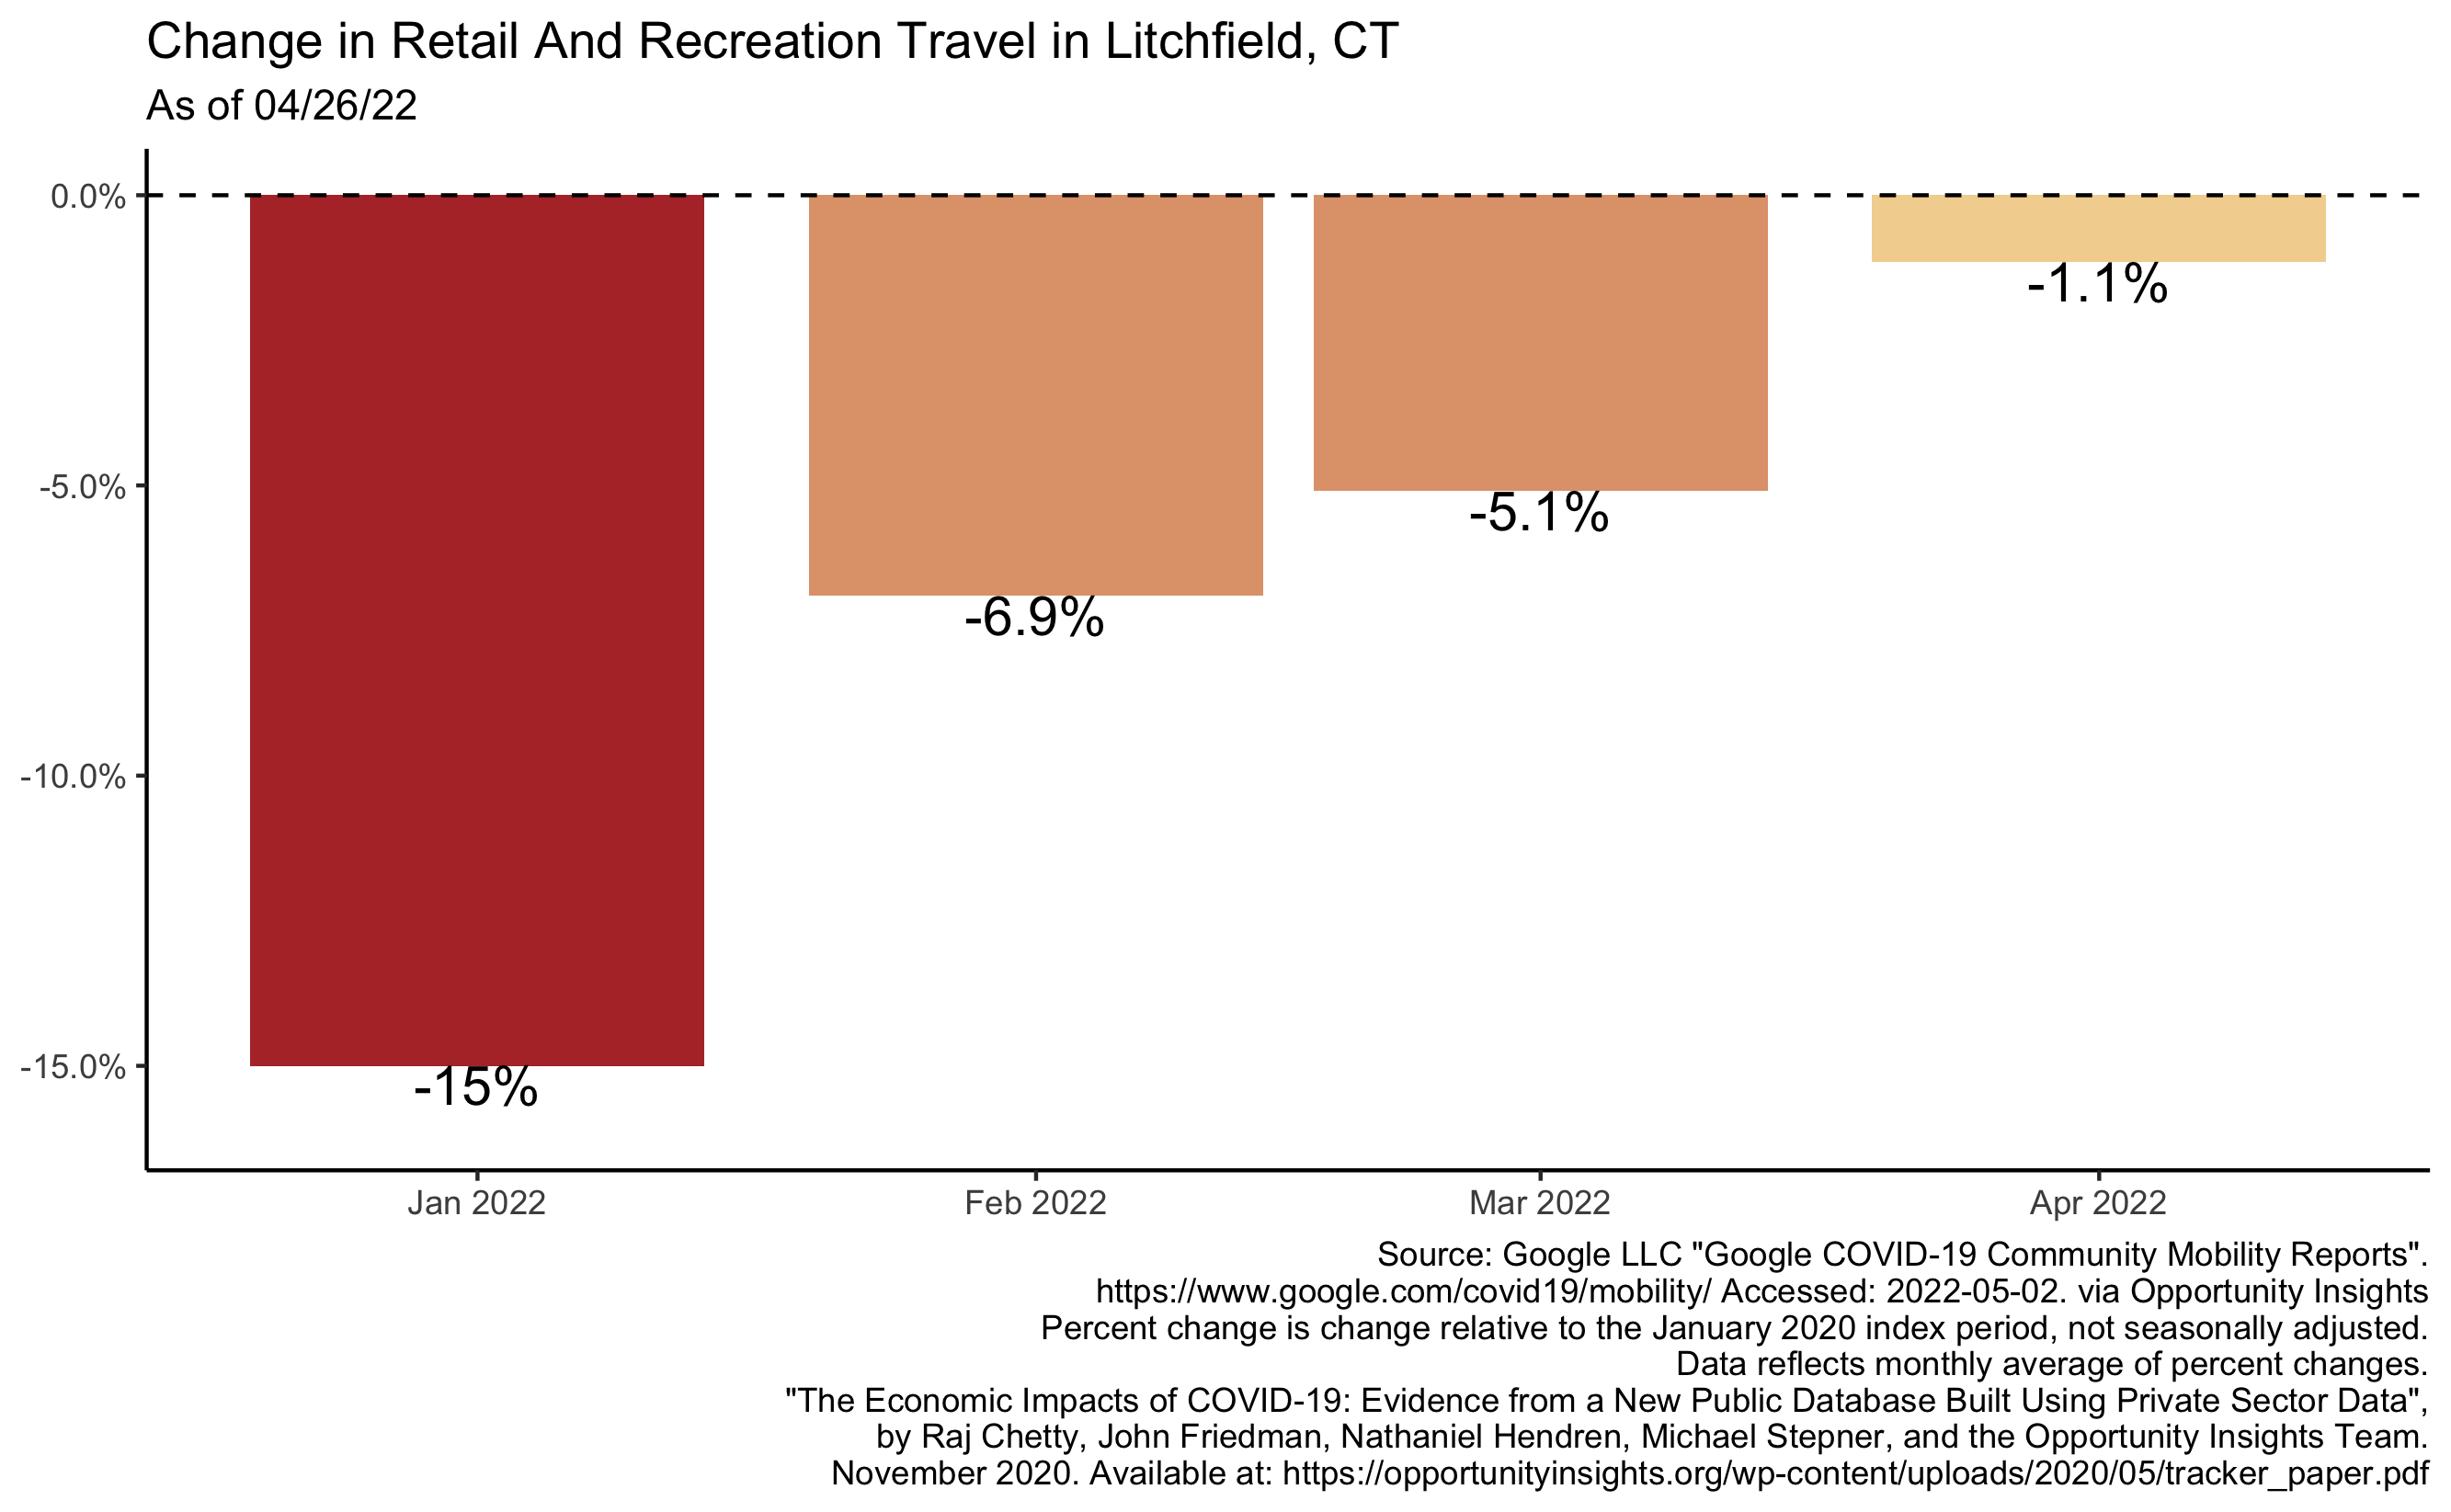 Change in Retail And Recreation Travel in Litchfield, CT
As of 04/26/22
0.0%
-5.0%
-10.0%
-15.0%
-15%
-6.9%
-5.1%
-1.1%
Jan 2022
Feb 2022
Mar 2022
Apr 2022
Source: Google LLC "Google COVID-19 Community Mobility Reports".
https://www.google.com/covid19/mobility/ Accessed: 2022-05-02. via Opportunity Insights
Percent change is change relative to the January 2020 index period, not seasonally adjusted.
Data reflects monthly average of percent changes.
"The Economic Impacts of COVID-19: Evidence from a New Public Database Built Using Private Sector Data",
by Raj Chetty, John Friedman, Nathaniel Hendren, Michael Stepner, and the Opportunity Insights Team.
November 2020. Available at: https://opportunityinsights.org/wp-content/uploads/2020/05/tracker_paper.pdf